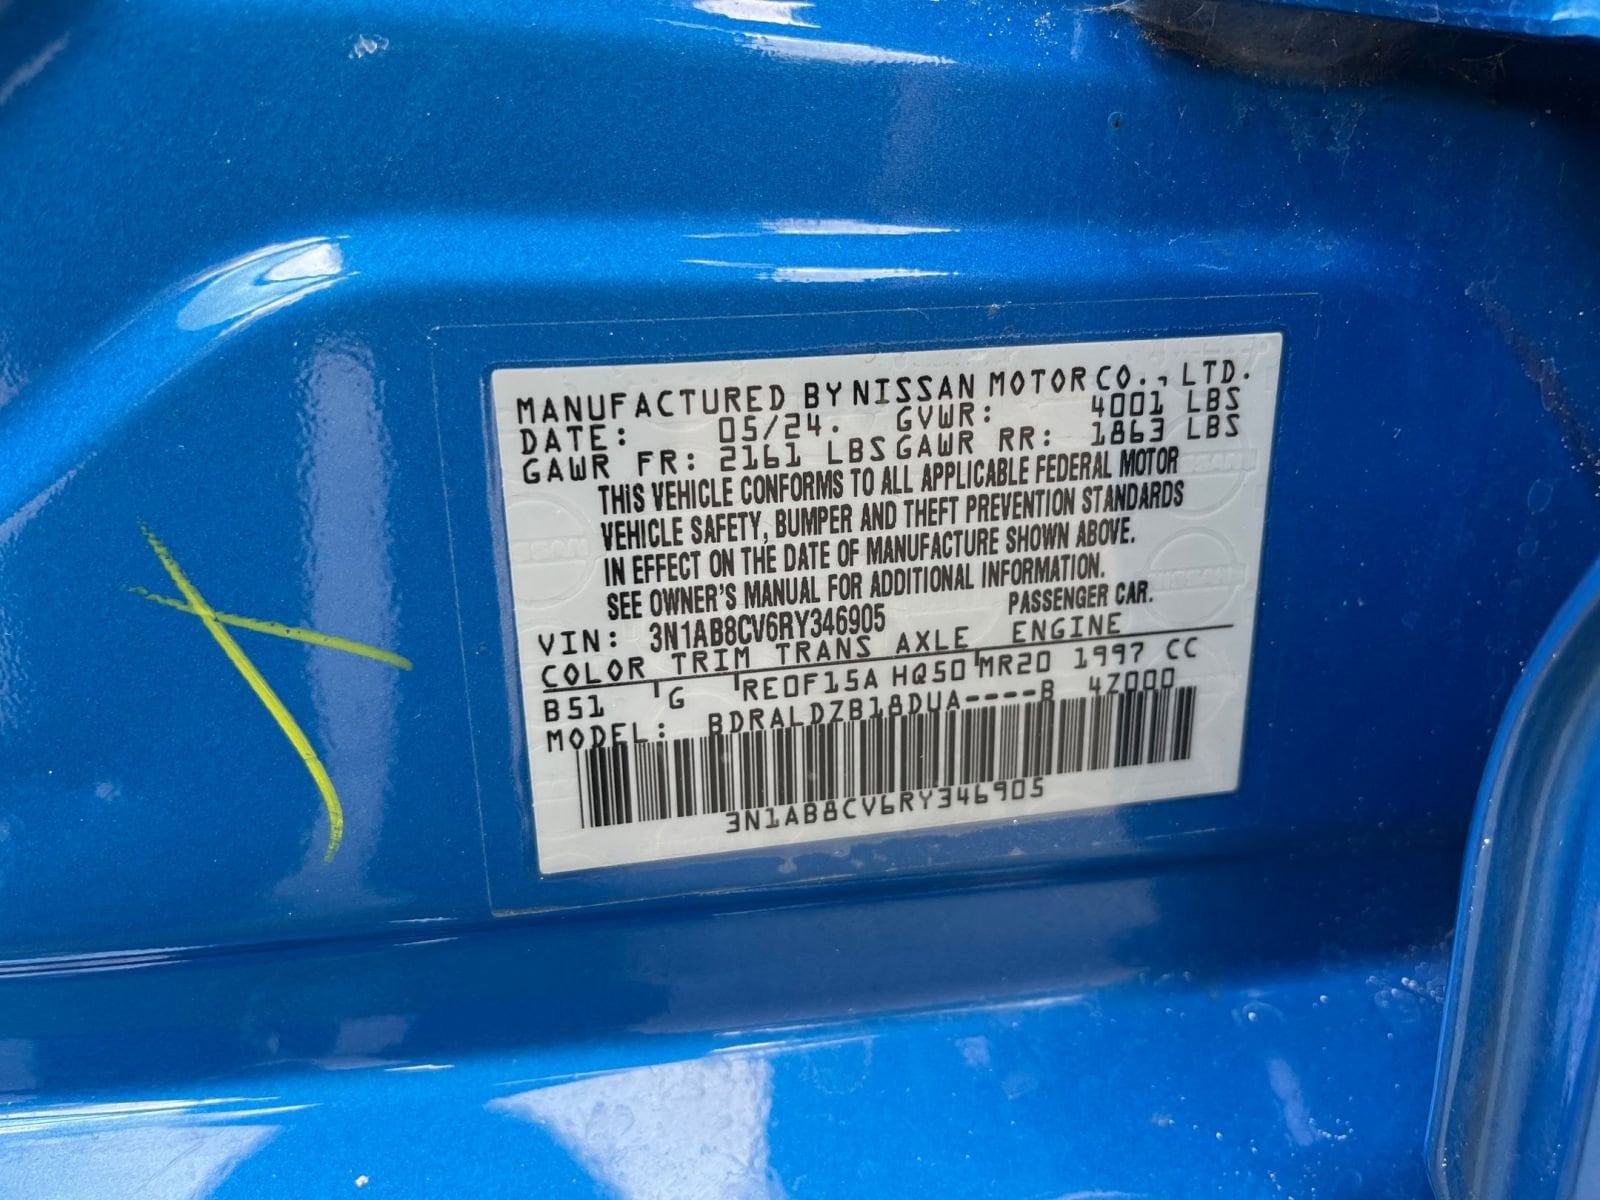 MANUFACTURED BY NISSAN MOTOR CO., LTD.
DATE: 05/24. GVWR: 4001 LBS
GAWR FR: 2161 LBS GAWR RR: 1863 LBS
THIS VEHICLE CONFORMS TO ALL APPLICABLE FEDERAL MOTOR
VEHICLE SAFETY, BUMPER AND THEFT PREVENTION STANDARDS
IN EFFECT ON THE DATE OF MANUFACTURE SHOWN ABOVE.
SEE OWNER'S MANUAL FOR ADDITIONAL INFORMATION.
VIN: 3N1AB8CV6RY346905 PASSENGER CAR.
COLOR TRIM TRANS AXLE ENGINE
B51 G RE0F15A HQ50 MR20 1997 CC
MODEL: BDRALDZB18DUA----B 4Z000
3N1AB8CV6RY346905